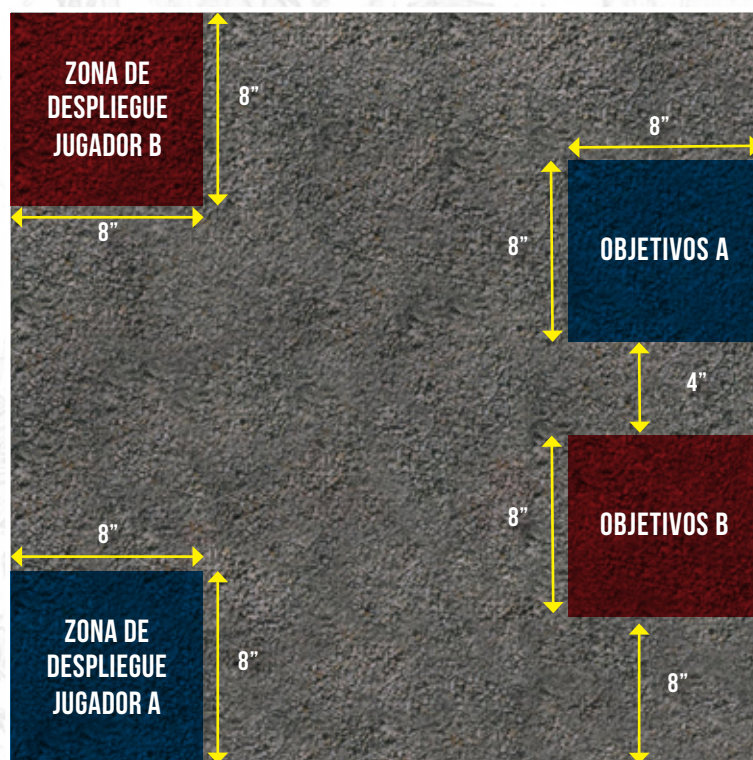 ZONA DE
DESPLIEGUE
JUGADOR B
8”
8”
8”
8”
OBJETIVOS A
4”
8”
OBJETIVOS B
8”
ZONA DE
DESPLIEGUE
JUGADOR A
8”
8”